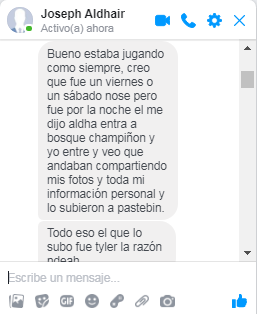 Joseph Aldhair
Activo(a) ahora
Bueno estaba jugando
como siempre, creo
que fue un viernes o
un sábado nose pero
fue por la noche el me
dijo aldha entra a
bosque champiñon y
yo entre y veo que
andaban compartiendo
mis fotos y toda mi
información personal y
lo subieron a pastebin.
Todo eso el que lo
subo fue tyler la razón
ndeah
Escribe un mensaje...
GIF